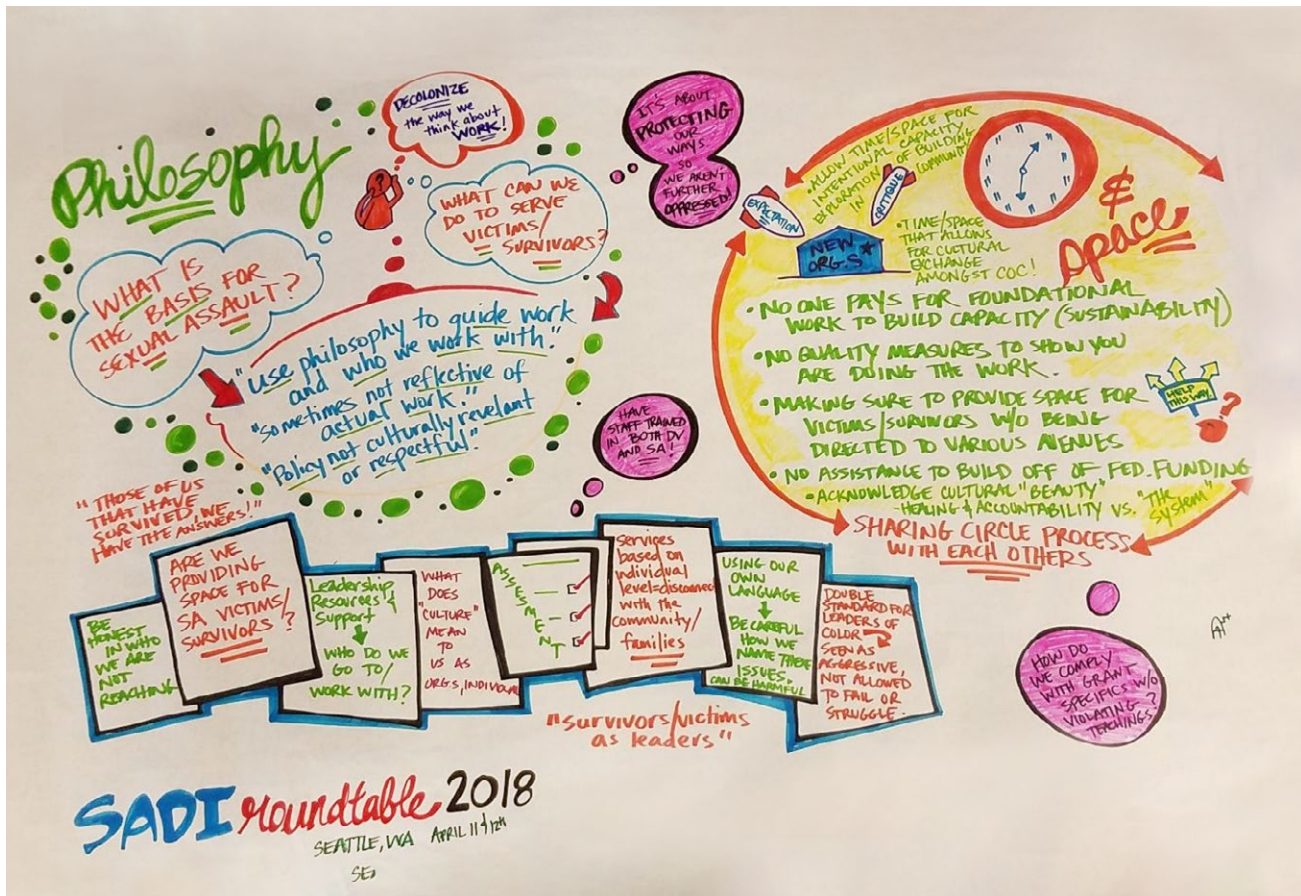 Philosophy
DECOLONIZE
the way we
think about
WORK!
WHAT IS
THE BASIS FOR
SEXUAL ASSAULT?
WHAT CAN WE
DO TO SERVE
VICTIMS/
SURVIVORS?
"Use philosophy to guide work
and who we work with."
"Sometimes not reflective of
actual work."
"Policy not culturally revelant
or respectful."
IT'S ABOUT
PROTECTING
OUR
WAYS
SO
WE AREN'T
FURTHER
OPPRESSED!
HAVE
STAFF TRAINED
IN BOTH DV
AND SA!
& Space
• ALLOW TIME/SPACE FOR
INTENTIONAL CAPACITY
EXPLORATION OF BUILDING
IN COMMUNITY
EXPECTATION
CRITIQUE
NEW
ORG.S *
• TIME/SPACE
THAT ALLOWS
FOR CULTURAL
EXCHANGE
AMONGST COC!
• NO ONE PAYS FOR FOUNDATIONAL
WORK TO BUILD CAPACITY (SUSTAINABILITY)
• NO QUALITY MEASURES TO SHOW YOU
ARE DOING THE WORK.
• MAKING SURE TO PROVIDE SPACE FOR
VICTIMS/SURVIVORS W/O BEING
DIRECTED TO VARIOUS AVENUES
HELP
THIS WAY
?
• NO ASSISTANCE TO BUILD OFF OF FED. FUNDING
• ACKNOWLEDGE CULTURAL "BEAUTY"
- HEALING & ACCOUNTABILITY VS. "The
System"
SHARING CIRCLE PROCESS
WITH EACH OTHERS
"THOSE OF US
THAT HAVE
SURVIVED, WE
HAVE THE ANSWERS!"
BE
HONEST
IN WHO
WE ARE
NOT
REACHING
ARE WE
PROVIDING
SPACE FOR
SA VICTIMS/
SURVIVORS?
Leadership,
Resources &
Support
WHO DO WE
GO TO/
WORK WITH?
WHAT
DOES
"CULTURE"
MEAN
TO
US AS
ORGS, INDIVIDUAL
ASSESMENT
services
based on
individual
level=disconnect
with the
community/
families
USING OUR
OWN
LANGUAGE
BE CAREFUL
HOW WE
NAME THESE
ISSUES,
CAN BE HARMFUL
DOUBLE
STANDARD FOR
LEADERS OF
COLOR
SEEN AS
AGGRESSIVE,
NOT ALLOWED
TO FAIL OR
STRUGGLE.
"survivors/victims
as leaders"
HOW DO
WE COMPLY
WITH GRANT
SPECIFICS W/O
VIOLATING
TEACHINGS?
SADI roundtable 2018
SEATTLE, WA APRIL 11 & 12th